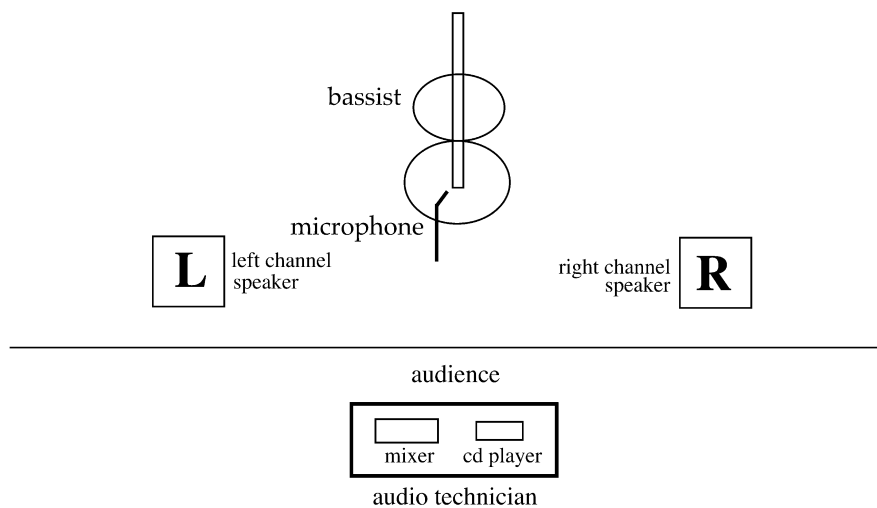 bassist
microphone
L
left channel
speaker
right channel
speaker
R
audience
mixer
cd player
audio technician